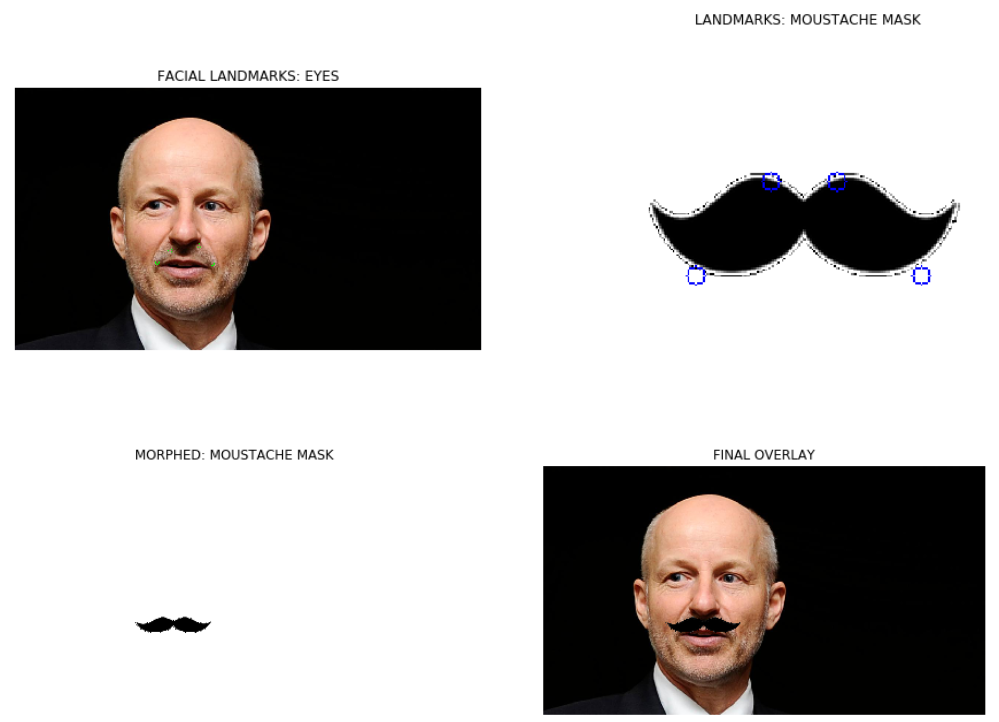 LANDMARKS: MOUSTACHE MASK
FACIAL LANDMARKS: EYES
MORPHED: MOUSTACHE MASK
FINAL OVERLAY